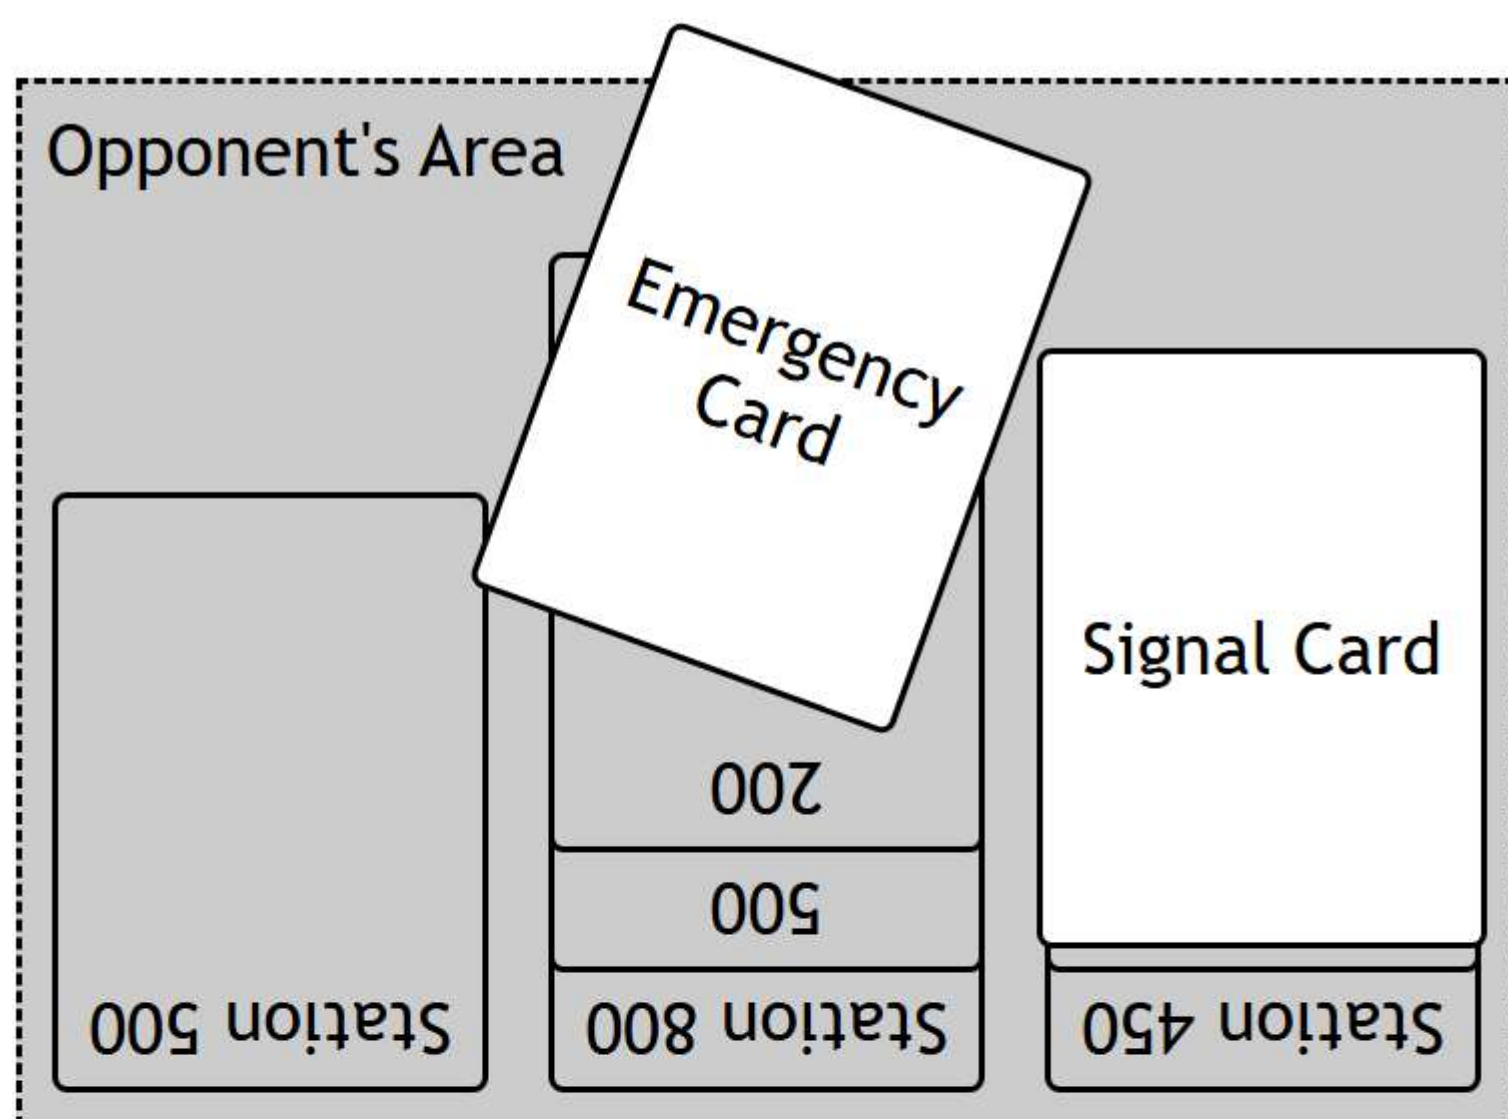 Opponent's Area
Emergency
Card
Signal Card
200
500
Station 500
Station 800
Station 450